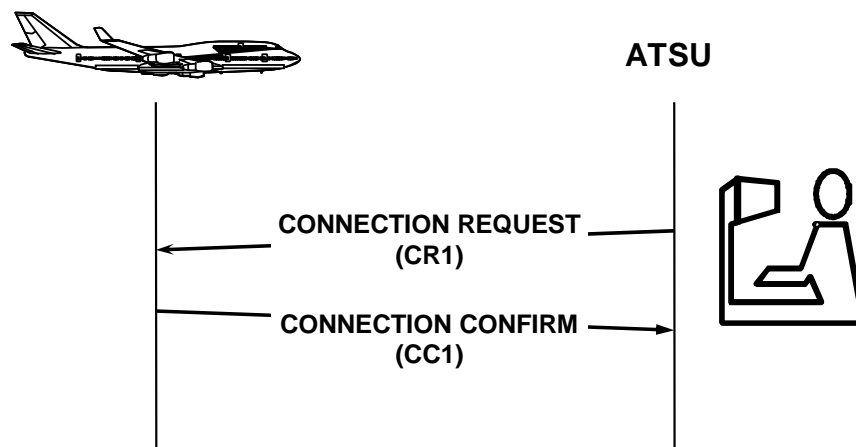 ATSU
CONNECTION REQUEST
(CR1)
CONNECTION CONFIRM
(CC1)